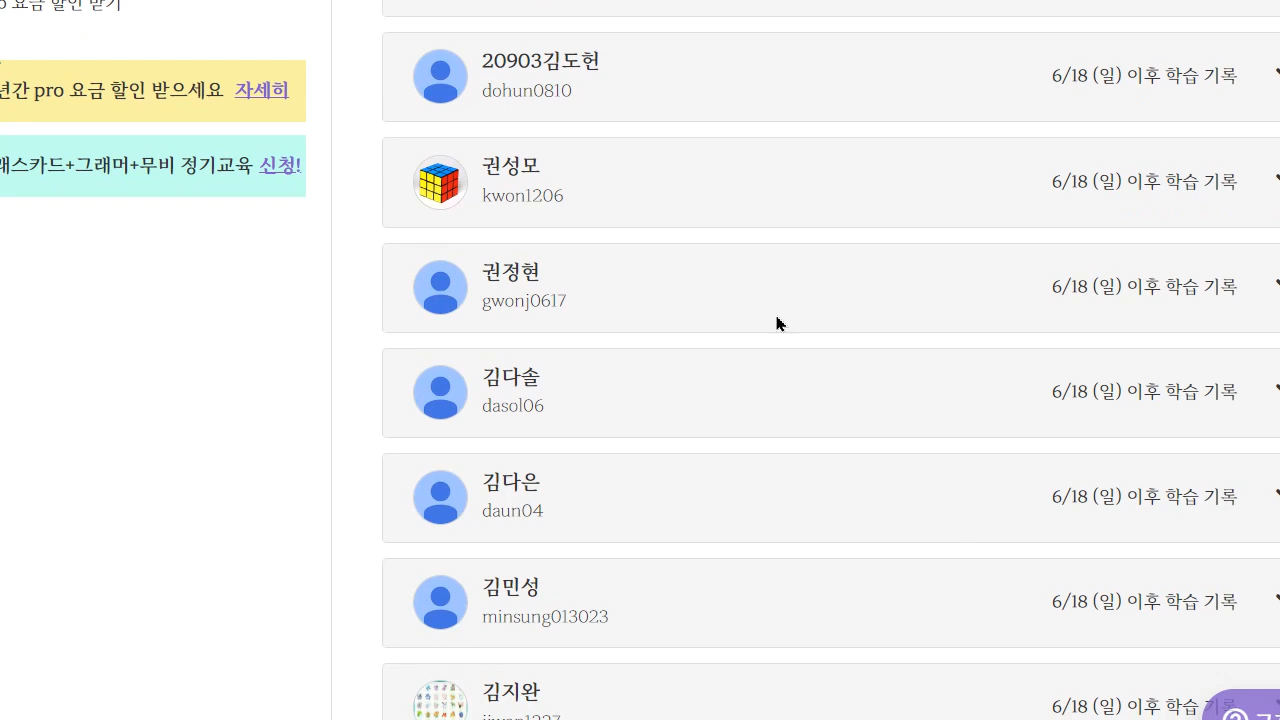 요금 할인 받기
년간 pro 요금 할인 받으세요 자세히
래스카드+그래머+무비 정기교육 신청!
20903김도헌
dohun0810
6/18 (일) 이후 학습 기록
권성모
kwon1206
6/18 (일) 이후 학습 기록
권정현
gwonj0617
6/18 (일) 이후 학습 기록
김다솔
dasol06
6/18 (일) 이후 학습 기록
김다은
daun04
6/18 (일) 이후 학습 기록
김민성
minsung013023
6/18 (일) 이후 학습 기록
김지완
6/18 (일) 이후 학습 기록